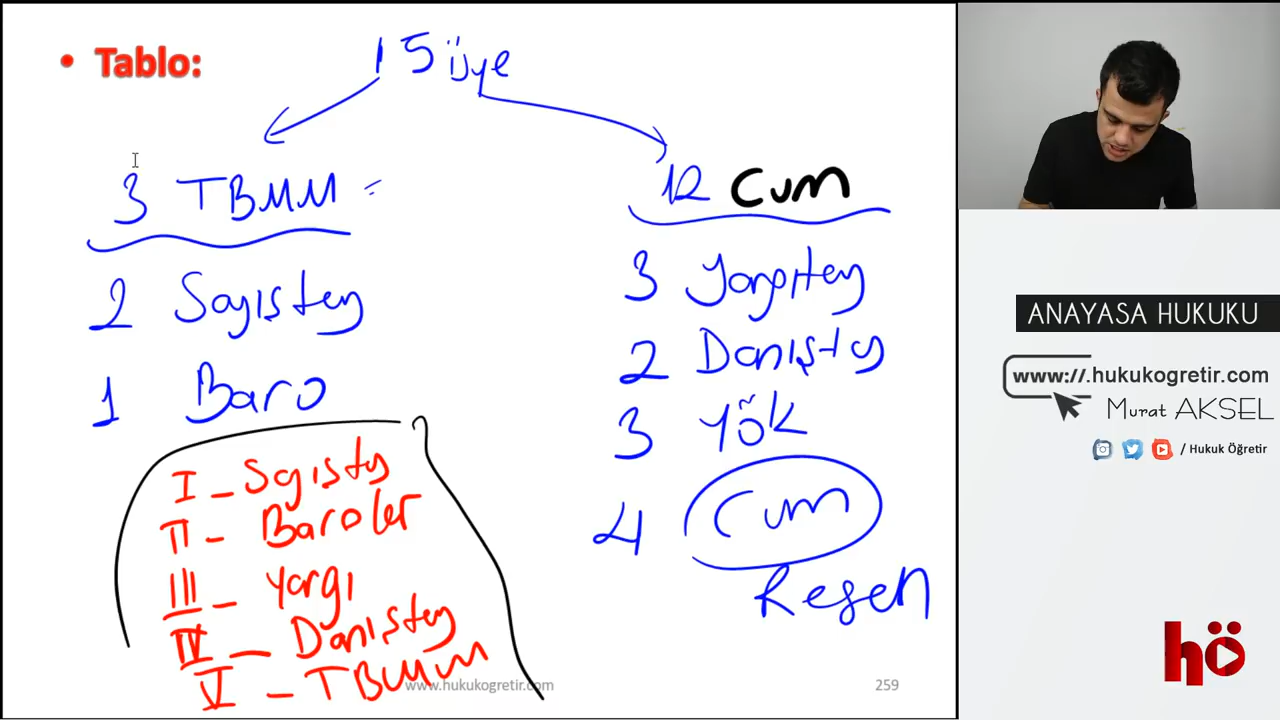 • Tablo:
15 üye
3 TBMM =
2 Sayıştay
1 Baro
I - Sayıştay
II - Barolar
III - Yargı
IV - Danıştay
V - TBMM
12 Cum
3 Yargıtay
2 Danıştay
3 YÖK
4 Cum
Resen
www.hukukogretir.com
259
ANAYASA HUKUKU
www://.hukukogretir.com
Murat AKSEL
/ Hukuk Öğretir
hö